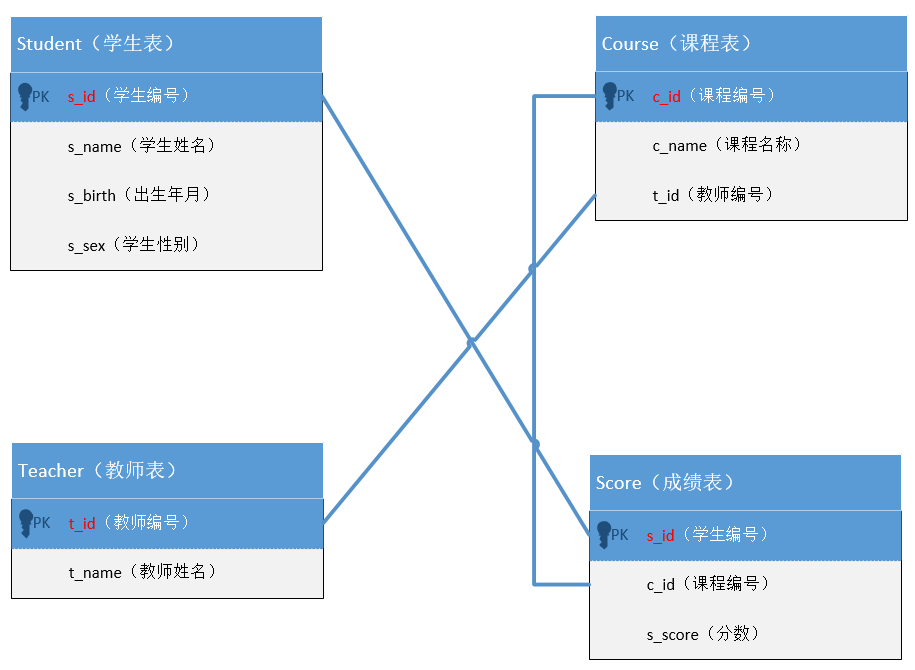 Student（学生表）
PK s_id（学生编号）
s_name（学生姓名）
s_birth（出生年月）
s_sex（学生性别）
Course（课程表）
PK c_id（课程编号）
c_name（课程名称）
t_id（教师编号）
Teacher（教师表）
PK t_id（教师编号）
t_name（教师姓名）
Score（成绩表）
PK s_id（学生编号）
c_id（课程编号）
s_score（分数）